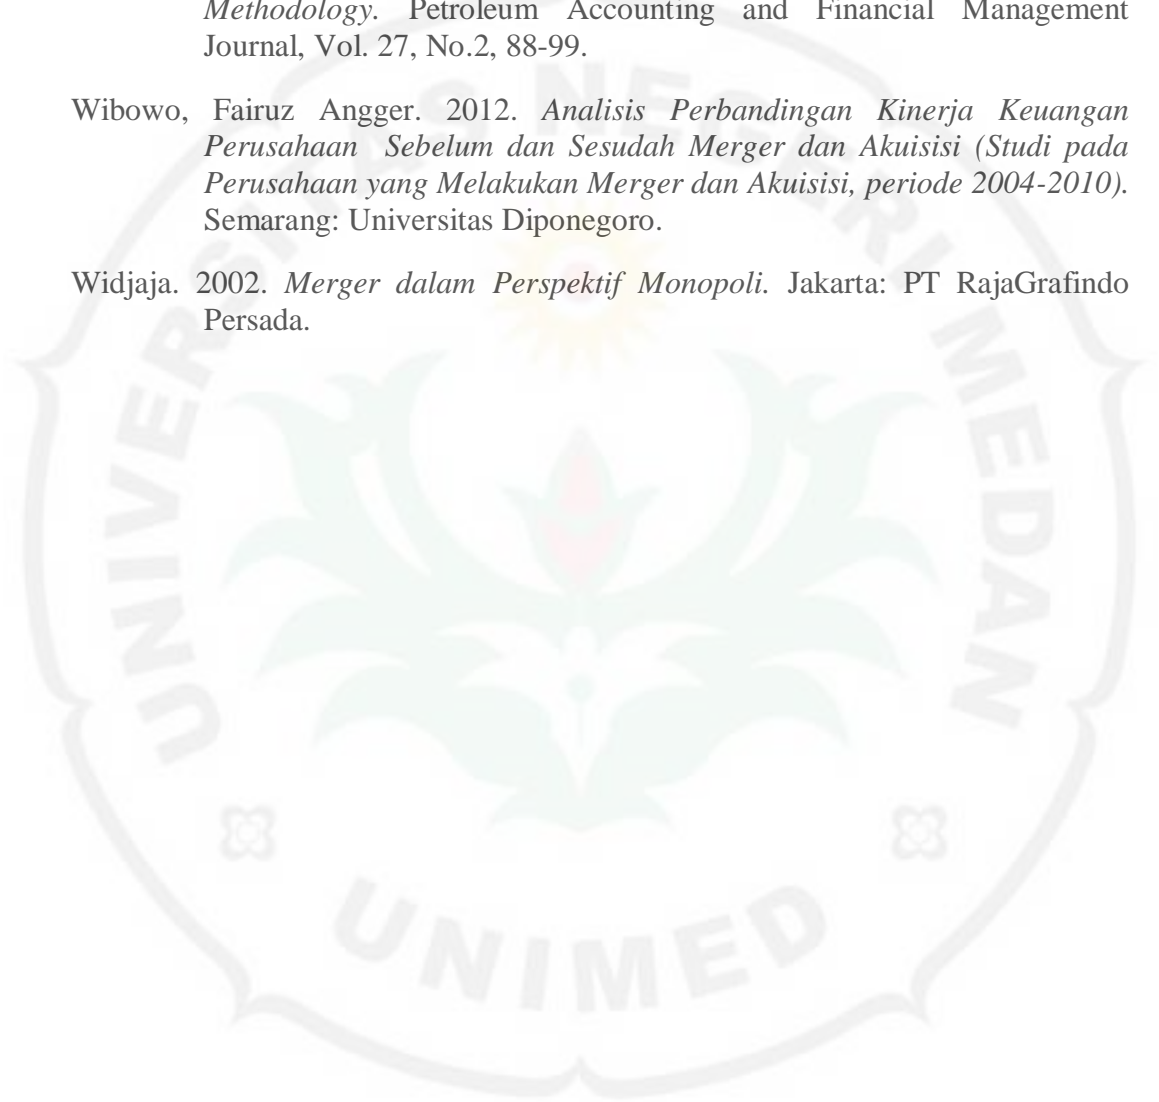 Methodology. Petroleum Accounting and Financial Management
Journal, Vol. 27, No.2, 88-99.
Wibowo, Fairuz Angger. 2012. Analisis Perbandingan Kinerja Keuangan
Perusahaan Sebelum dan Sesudah Merger dan Akuisisi (Studi pada
Perusahaan yang Melakukan Merger dan Akuisisi, periode 2004-2010).
Semarang: Universitas Diponegoro.
Widjaja. 2002. Merger dalam Perspektif Monopoli. Jakarta: PT RajaGrafindo
Persada.
UNIVERSITAS NEGERI MEDAN
UNIMED